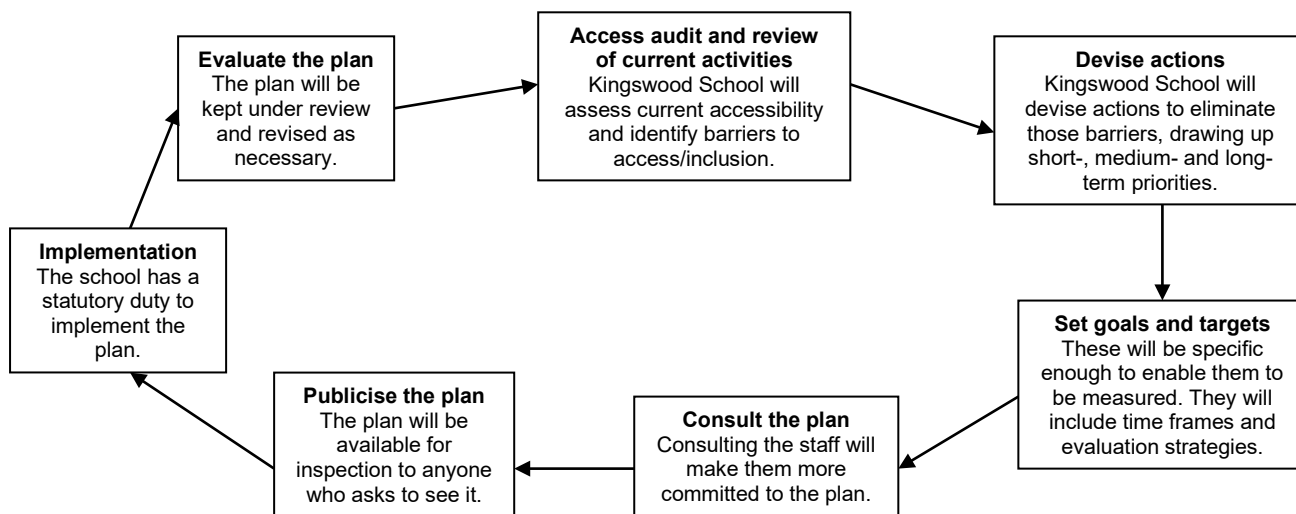 Evaluate the plan
The plan will be
kept under review
and revised as
necessary.
Access audit and review
of current activities
Kingswood School will
assess current accessibility
and identify barriers to
access/inclusion.
Devise actions
Kingswood School will
devise actions to eliminate
those barriers, drawing up
short-, medium- and long-
term priorities.
Implementation
The school has a
statutory duty to
implement the
plan.
Set goals and targets
These will be specific
enough to enable them to
be measured. They will
include time frames and
evaluation strategies.
Publicise the plan
The plan will be
available for
inspection to anyone
who asks to see it.
Consult the plan
Consulting the staff will
make them more
committed to the plan.